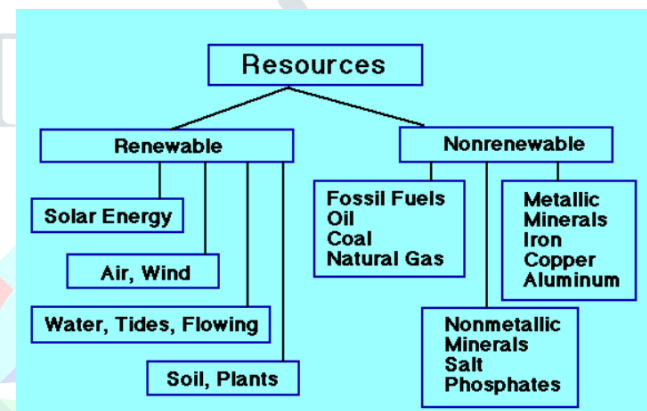 Resources
Renewable
Nonrenewable
Solar Energy
Air, Wind
Water, Tides, Flowing
Soil, Plants
Fossil Fuels
Oil
Coal
Natural Gas
Nonmetallic
Minerals
Salt
Phosphates
Metallic
Minerals
Iron
Copper
Aluminum